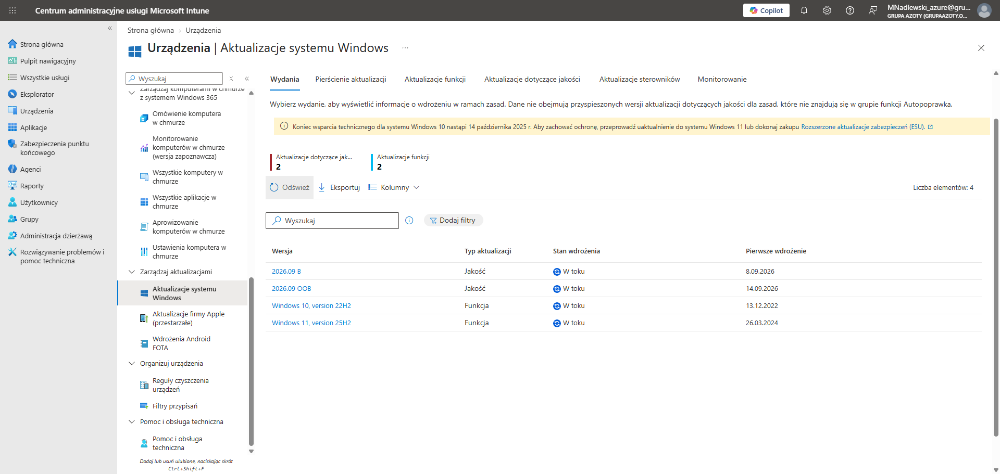 Centrum administracyjne usługi Microsoft Intune
Copilot
MNadlewski_azure@gru...
GRUPA AZOTY (GRUPAAZOTY.O...
Strona główna
Pulpit nawigacyjny
Wszystkie usługi
Eksplorator
Urządzenia
Aplikacje
Zabezpieczenia punktu
końcowego
Agenci
Raporty
Użytkownicy
Grupy
Administracja dzierżawą
Rozwiązywanie problemów i
pomoc techniczna
Strona główna > Urządzenia
Urządzenia | Aktualizacje systemu Windows ...
Wyszukaj
Zarządzaj komputerami w chmurze
z systemem Windows 365
Omówienie komputera
w chmurze
Monitorowanie
komputerów w chmurze
(wersja zapoznawcza)
Wszystkie komputery w
chmurze
Wszystkie aplikacje w
chmurze
Aprowizowanie
komputerów w chmurze
Ustawienia komputera w
chmurze
Zarządzaj aktualizacjami
Aktualizacje systemu
Windows
Aktualizacje firmy Apple
(przestarzałe)
Wdrożenia Android
FOTA
Organizuj urządzenia
Reguły czyszczenia
urządzeń
Filtry przypisań
Pomoc i obsługa techniczna
Pomoc i obsługa
techniczna
Dodaj lub usuń ulubione, naciskając skrót
Ctrl+Shift+F
Wydania Pierścienie aktualizacji Aktualizacje funkcji Aktualizacje dotyczące jakości Aktualizacje sterowników Monitorowanie
Wybierz wydanie, aby wyświetlić informacje o wdrożeniu w ramach zasad. Dane nie obejmują przyspieszonych wersji aktualizacji dotyczących jakości dla zasad, które nie znajdują się w grupie funkcji Autopoprawka.
Koniec wsparcia technicznego dla systemu Windows 10 nastąpi 14 października 2025 r. Aby zachować ochronę, przeprowadź uaktualnienie do systemu Windows 11 lub dokonaj zakupu Rozszerzone aktualizacje zabezpieczeń (ESU).
Aktualizacje dotyczące jak... Aktualizacje funkcji
2 2
Odśwież Eksportuj Kolumny Liczba elementów: 4
Wyszukaj Dodaj filtry
Wersja Typ aktualizacji Stan wdrożenia Pierwsze wdrożenie
2026.09 B Jakość W toku 8.09.2026
2026.09 OOB Jakość W toku 14.09.2026
Windows 10, version 22H2 Funkcja W toku 13.12.2022
Windows 11, version 25H2 Funkcja W toku 26.03.2024